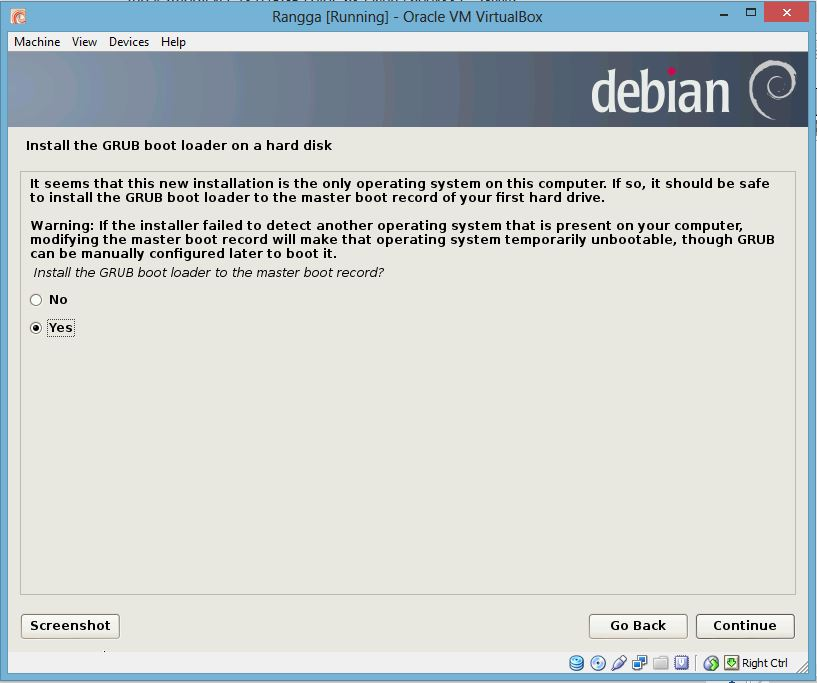 Rangga [Running] - Oracle VM VirtualBox
Machine View Devices Help
debian
Install the GRUB boot loader on a hard disk
It seems that this new installation is the only operating system on this computer. If so, it should be safe
to install the GRUB boot loader to the master boot record of your first hard drive.
Warning: If the installer failed to detect another operating system that is present on your computer,
modifying the master boot record will make that operating system temporarily unbootable, though GRUB
can be manually configured later to boot it.
Install the GRUB boot loader to the master boot record?
No
Yes
Screenshot Go Back Continue
Right Ctrl